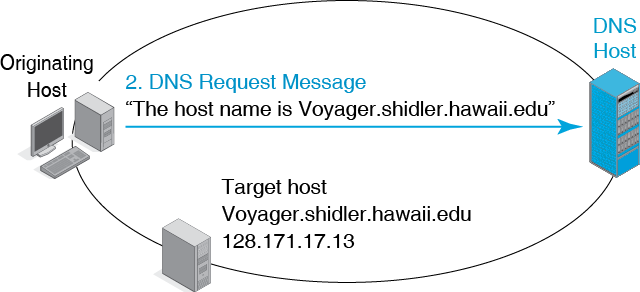 DNS
Host
Originating
Host
2. DNS Request Message
“The host name is Voyager.shidler.hawaii.edu”
Target host
Voyager.shidler.hawaii.edu
128.171.17.13